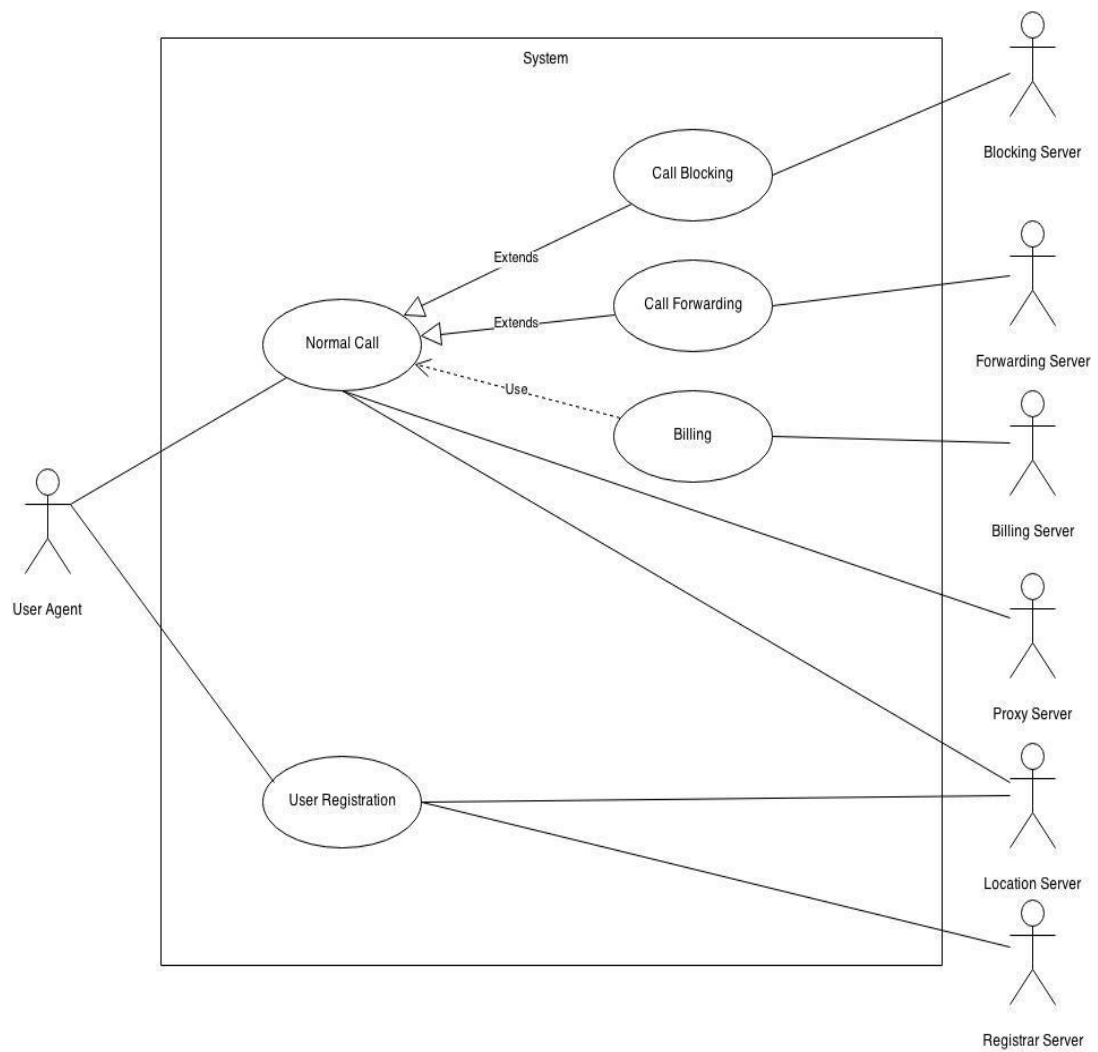 System
Blocking Server
Call Blocking
Extends
Call Forwarding
Extends
Normal Call
Forwarding Server
Use
Billing
Billing Server
User Agent
Proxy Server
User Registration
Location Server
Registrar Server